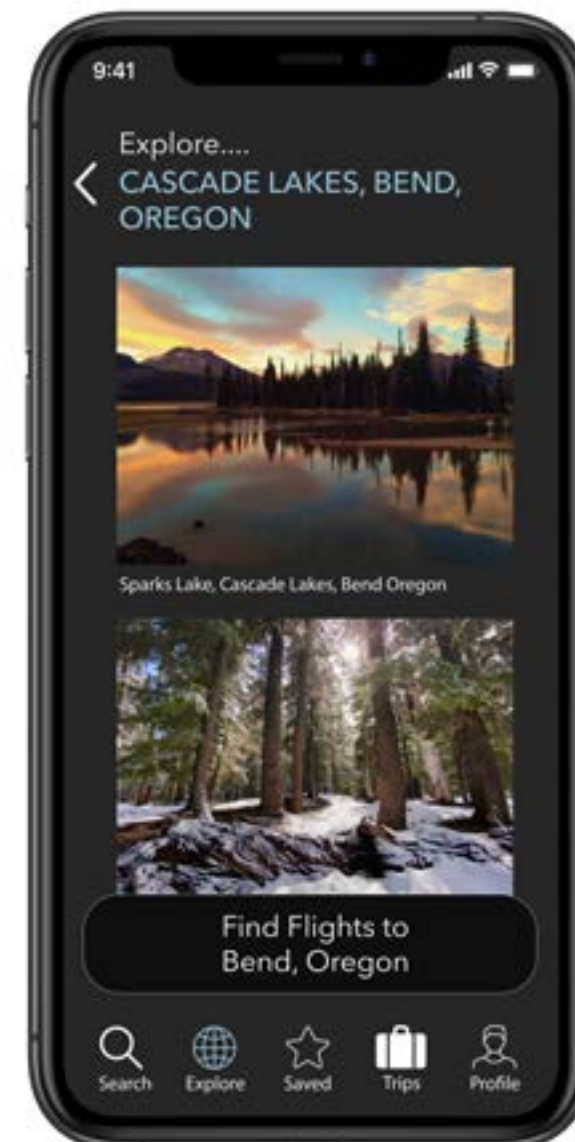 9:41
Explore....
CASCADE LAKES, BEND,
OREGON
Sparks Lake, Cascade Lakes, Bend Oregon
Find Flights to
Bend, Oregon
Search Explore Saved Trips Profile